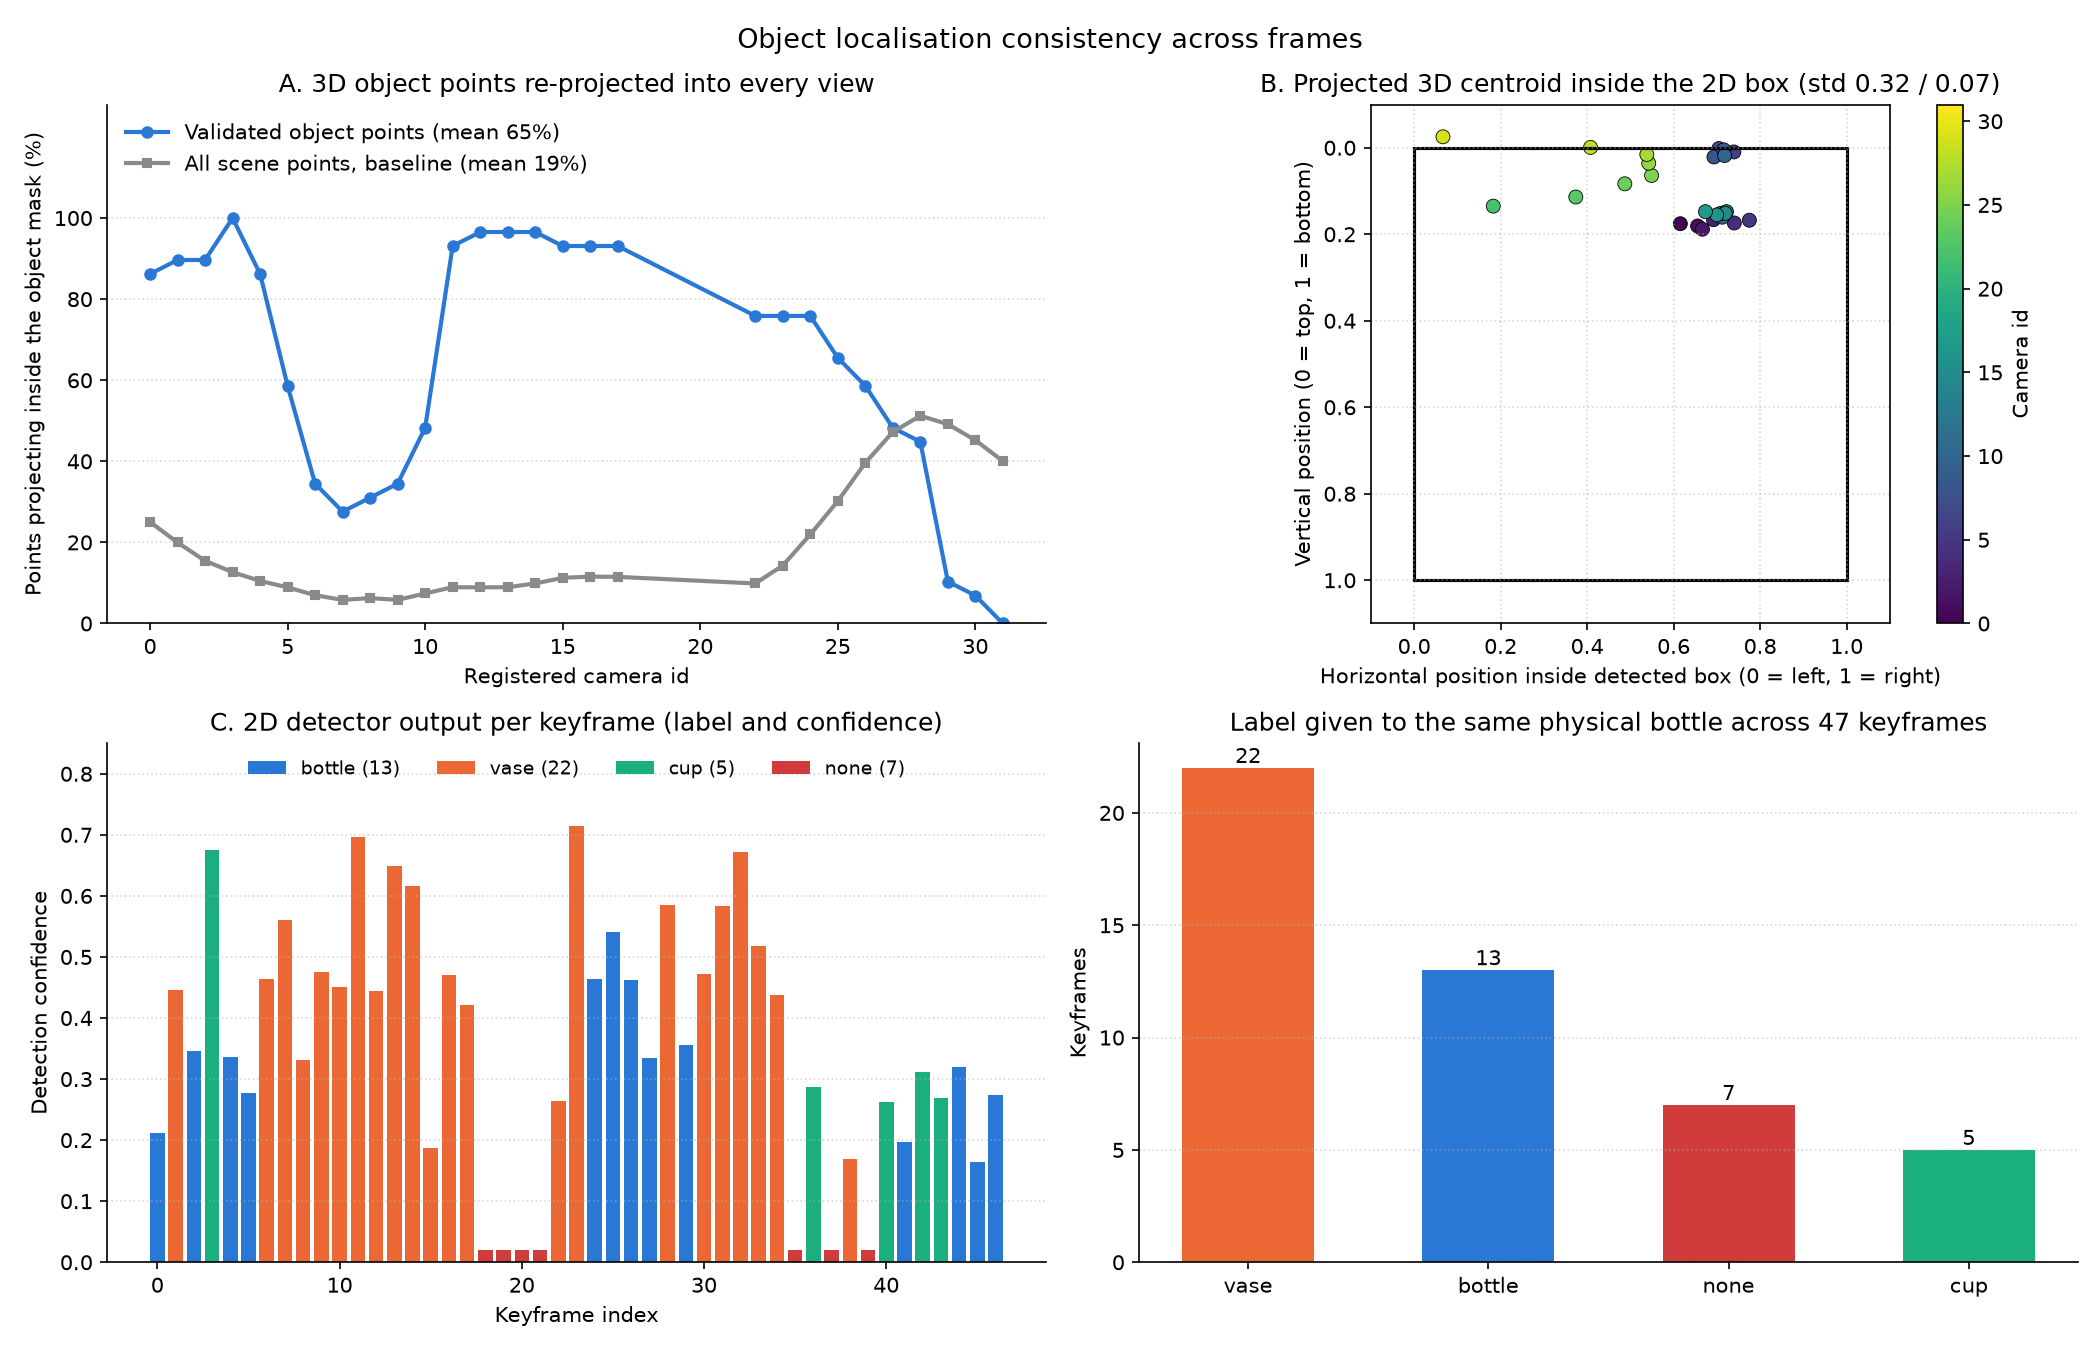 Object localisation consistency across frames
A. 3D object points re-projected into every view
Points projecting inside the object mask (%)
Validated object points (mean 65%)
All scene points, baseline (mean 19%)
100
80
60
40
20
0
0 5 10 15 20 25 30
Registered camera id
B. Projected 3D centroid inside the 2D box (std 0.32 / 0.07)
Vertical position (0 = top, 1 = bottom)
0.0
0.2
0.4
0.6
0.8
1.0
0.0 0.2 0.4 0.6 0.8 1.0
Horizontal position inside detected box (0 = left, 1 = right)
30
25
20
15
10
5
0
Camera id
C. 2D detector output per keyframe (label and confidence)
Detection confidence
bottle (13) vase (22) cup (5) none (7)
0.8
0.7
0.6
0.5
0.4
0.3
0.2
0.1
0.0
0 10 20 30 40
Keyframe index
Label given to the same physical bottle across 47 keyframes
Keyframes
20
15
10
5
0
22
13
7
5
vase bottle none cup